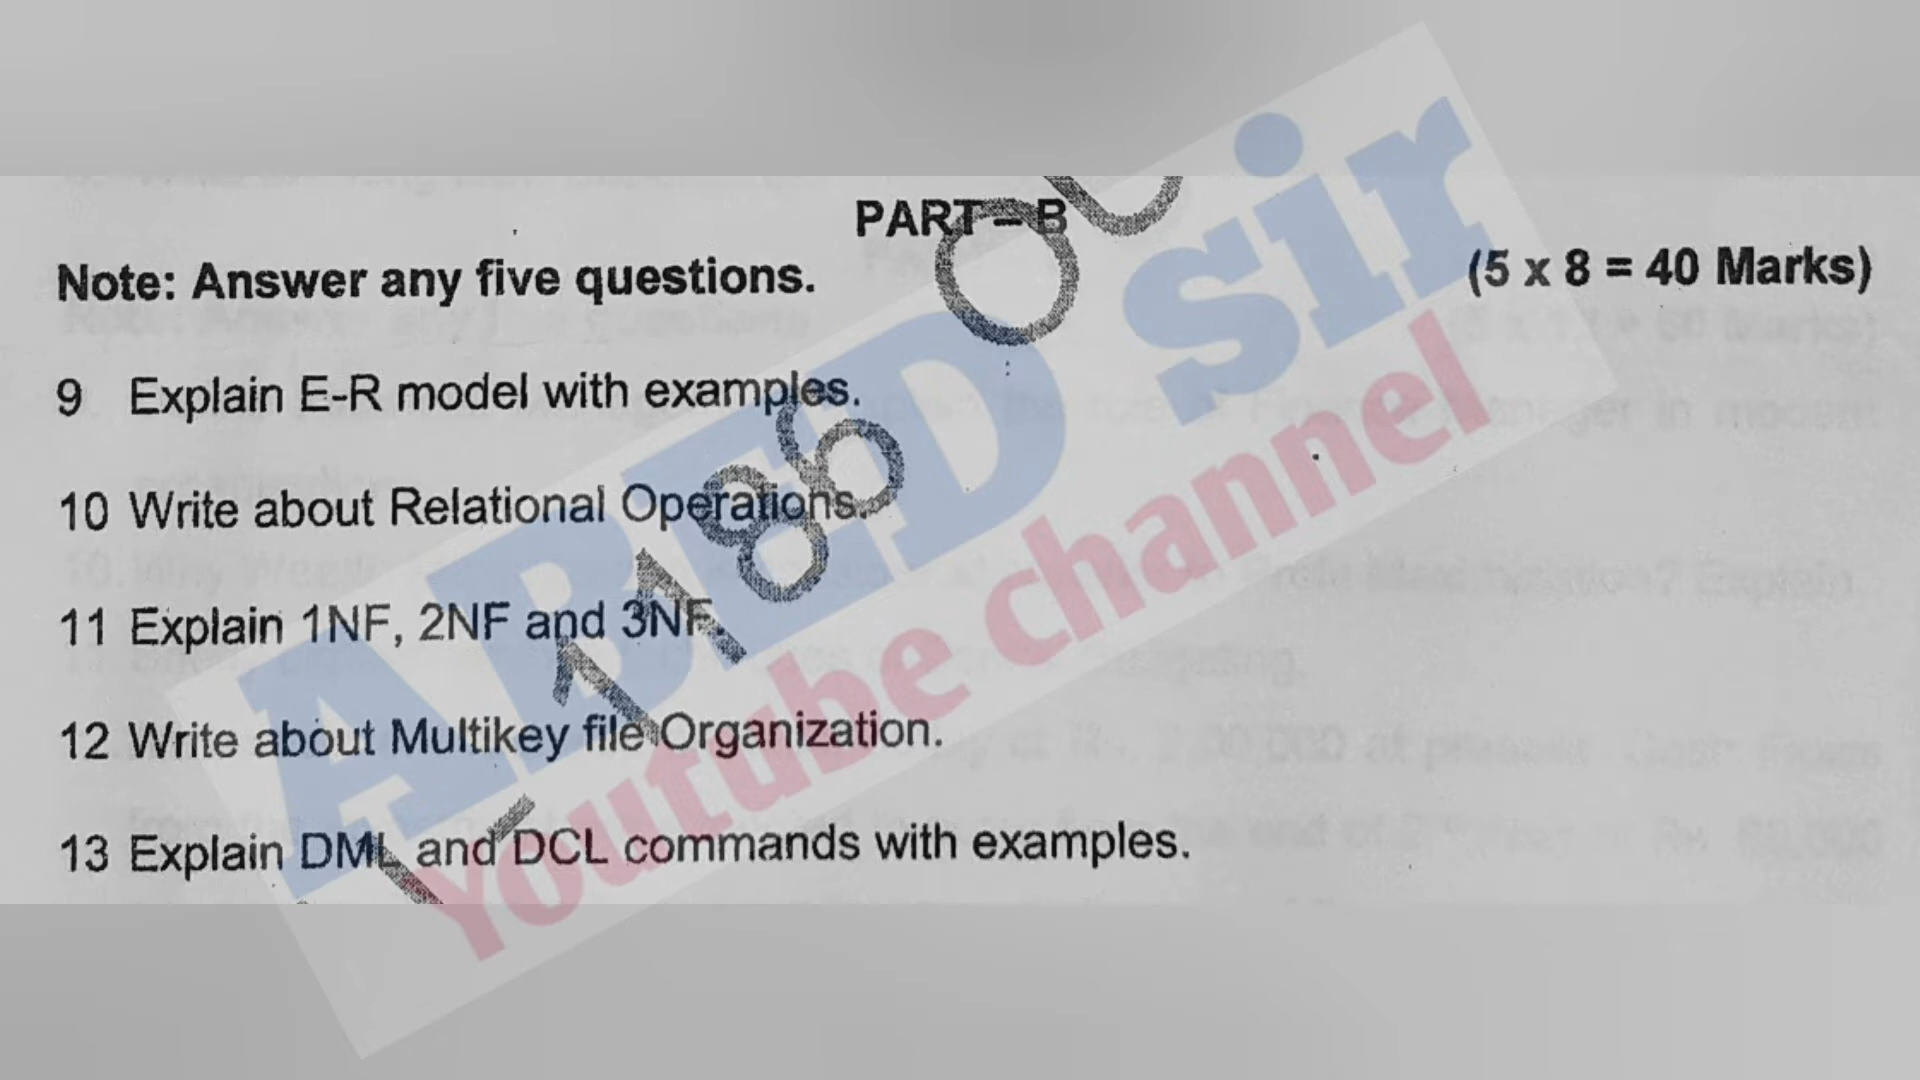 PART – B
Note: Answer any five questions. (5 x 8 = 40 Marks)
9 Explain E-R model with examples.
10 Write about Relational Operations.
11 Explain 1NF, 2NF and 3NF.
12 Write about Multikey file Organization.
13 Explain DML and DCL commands with examples.
ABED sir
Youtube channel